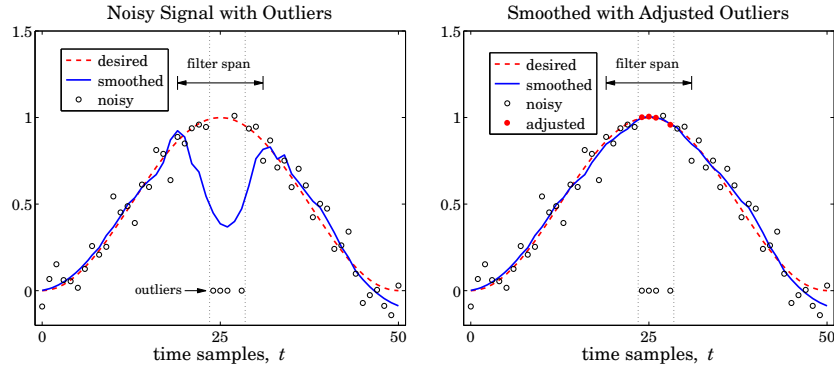 Noisy Signal with Outliers
1.5
1
0.5
0
0
25
50
desired
smoothed
noisy
filter span
outliers
time samples, t
Smoothed with Adjusted Outliers
1.5
1
0.5
0
0
25
50
desired
smoothed
noisy
adjusted
filter span
time samples, t